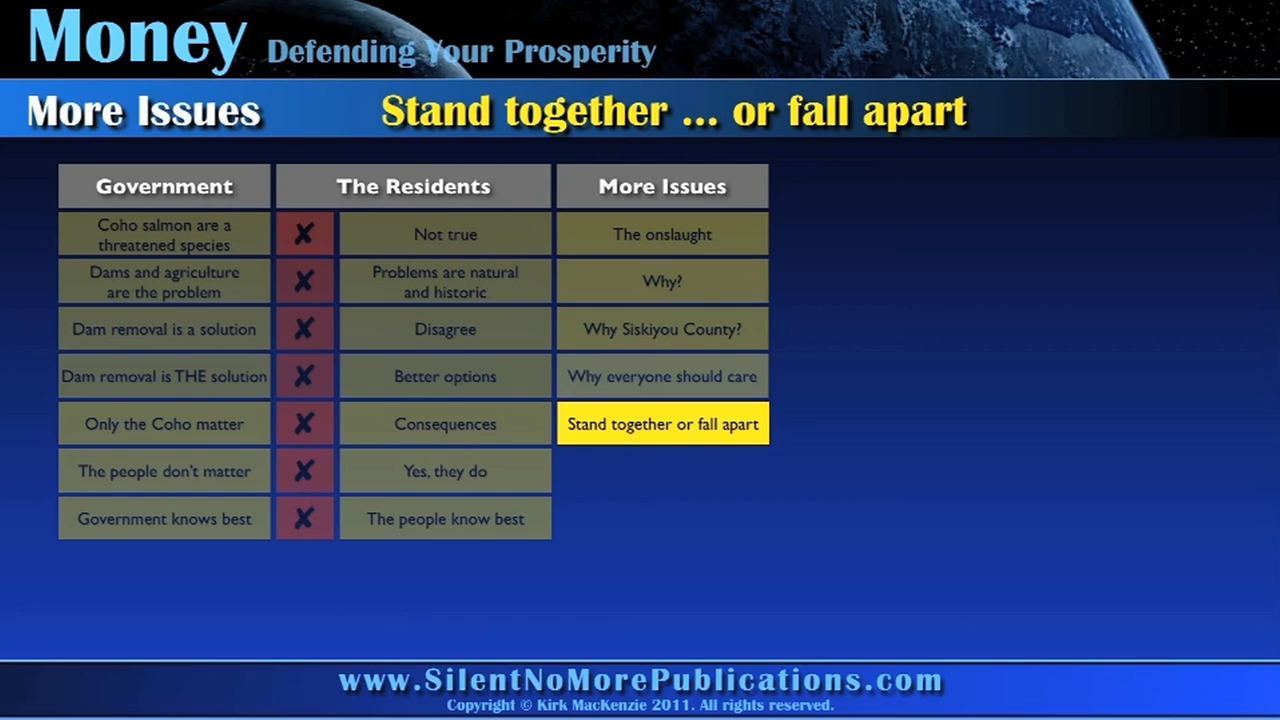 Money Defending Your Prosperity
More Issues Stand together ... or fall apart
Government The Residents More Issues
Coho salmon are a
threatened species
✘ Not true The onslaught
Dams and agriculture
are the problem
✘ Problems are natural
and historic
Why?
Dam removal is a solution ✘ Disagree Why Siskiyou County?
Dam removal is THE solution ✘ Better options Why everyone should care
Only the Coho matter ✘ Consequences Stand together or fall apart
The people don't matter ✘ Yes, they do
Government knows best ✘ The people know best
www.SilentNoMorePublications.com
Copyright © Kirk MacKenzie 2011. All rights reserved.